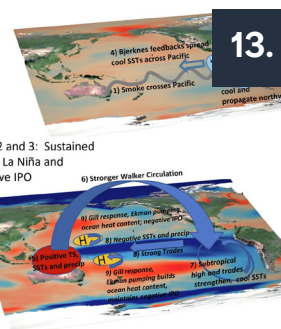 13.
4) Bjerknes feedbacks spread
cool SSTs across Pacific
1) Smoke crosses Pacific
cool and
propagate northw
2 and 3: Sustained
La Niña and
ve IPO
6) Stronger Walker Circulation
9) Gill response, Ekman pumping,
ocean heat content; negative IPO
H
8) Negative SSTs and precip
5) Positive TS,
SSTs and precip
8) Strong Trades
H
7) Subtropical
high and trades
strengthen, cool SSTs
9) Gill response,
Ekman pumping builds
ocean heat content,
maintains negative IPO